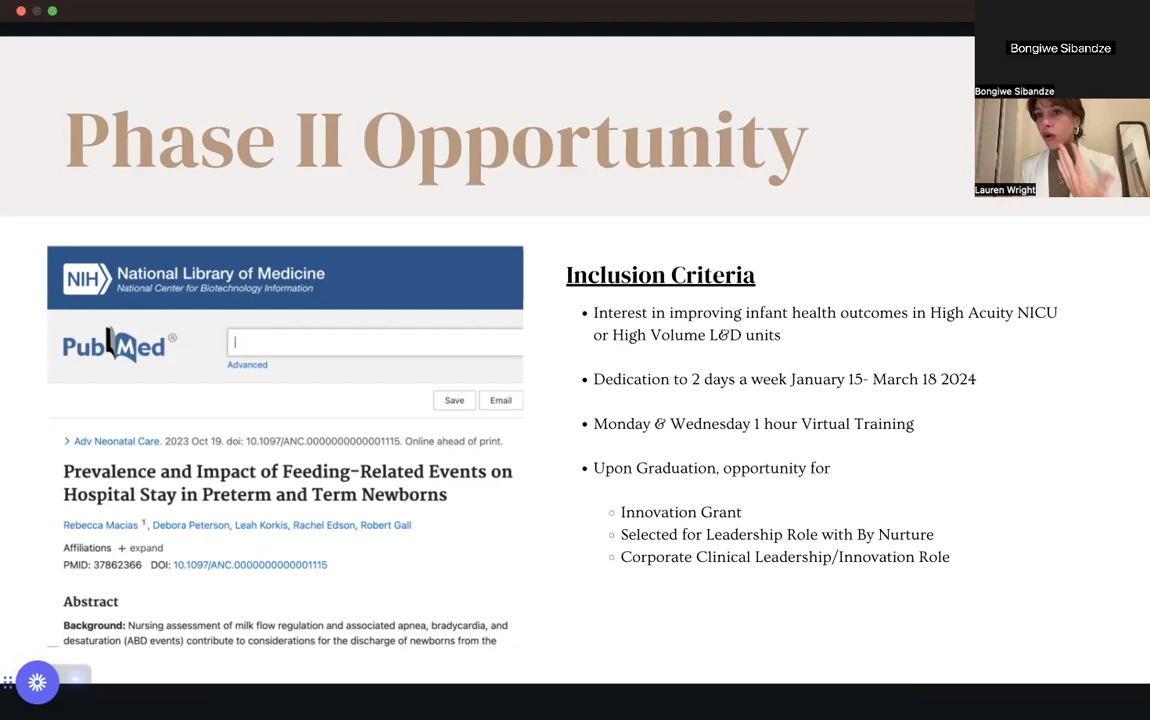 Bongiwe Sibandze
Bongiwe Sibandze
Lauren Wright
Phase II Opportunity
NIH National Library of Medicine
National Center for Biotechnology Information
PubMed®
Advanced
Save Email
> Adv Neonatal Care. 2023 Oct 19. doi: 10.1097/ANC.0000000000001115. Online ahead of print.
Prevalence and Impact of Feeding-Related Events on
Hospital Stay in Preterm and Term Newborns
Rebecca Macias 1, Debora Peterson, Leah Korkis, Rachel Edson, Robert Gall
Affiliations + expand
PMID: 37862366 DOI: 10.1097/ANC.0000000000001115
Abstract
Background: Nursing assessment of milk flow regulation and associated apnea, bradycardia, and
desaturation (ABD events) contribute to considerations for the discharge of newborns from the
Inclusion Criteria
• Interest in improving infant health outcomes in High Acuity NICU
or High Volume L&D units
• Dedication to 2 days a week January 15- March 18 2024
• Monday & Wednesday 1 hour Virtual Training
• Upon Graduation, opportunity for
○ Innovation Grant
○ Selected for Leadership Role with By Nurture
○ Corporate Clinical Leadership/Innovation Role